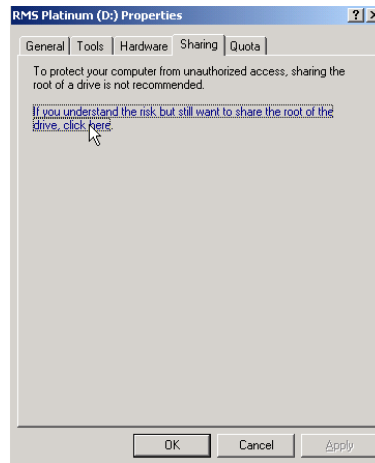 RMS Platinum (D:) Properties
General Tools Hardware Sharing Quota
To protect your computer from unauthorized access, sharing the
root of a drive is not recommended.
If you understand the risk but still want to share the root of the
drive, click here.
OK Cancel Apply